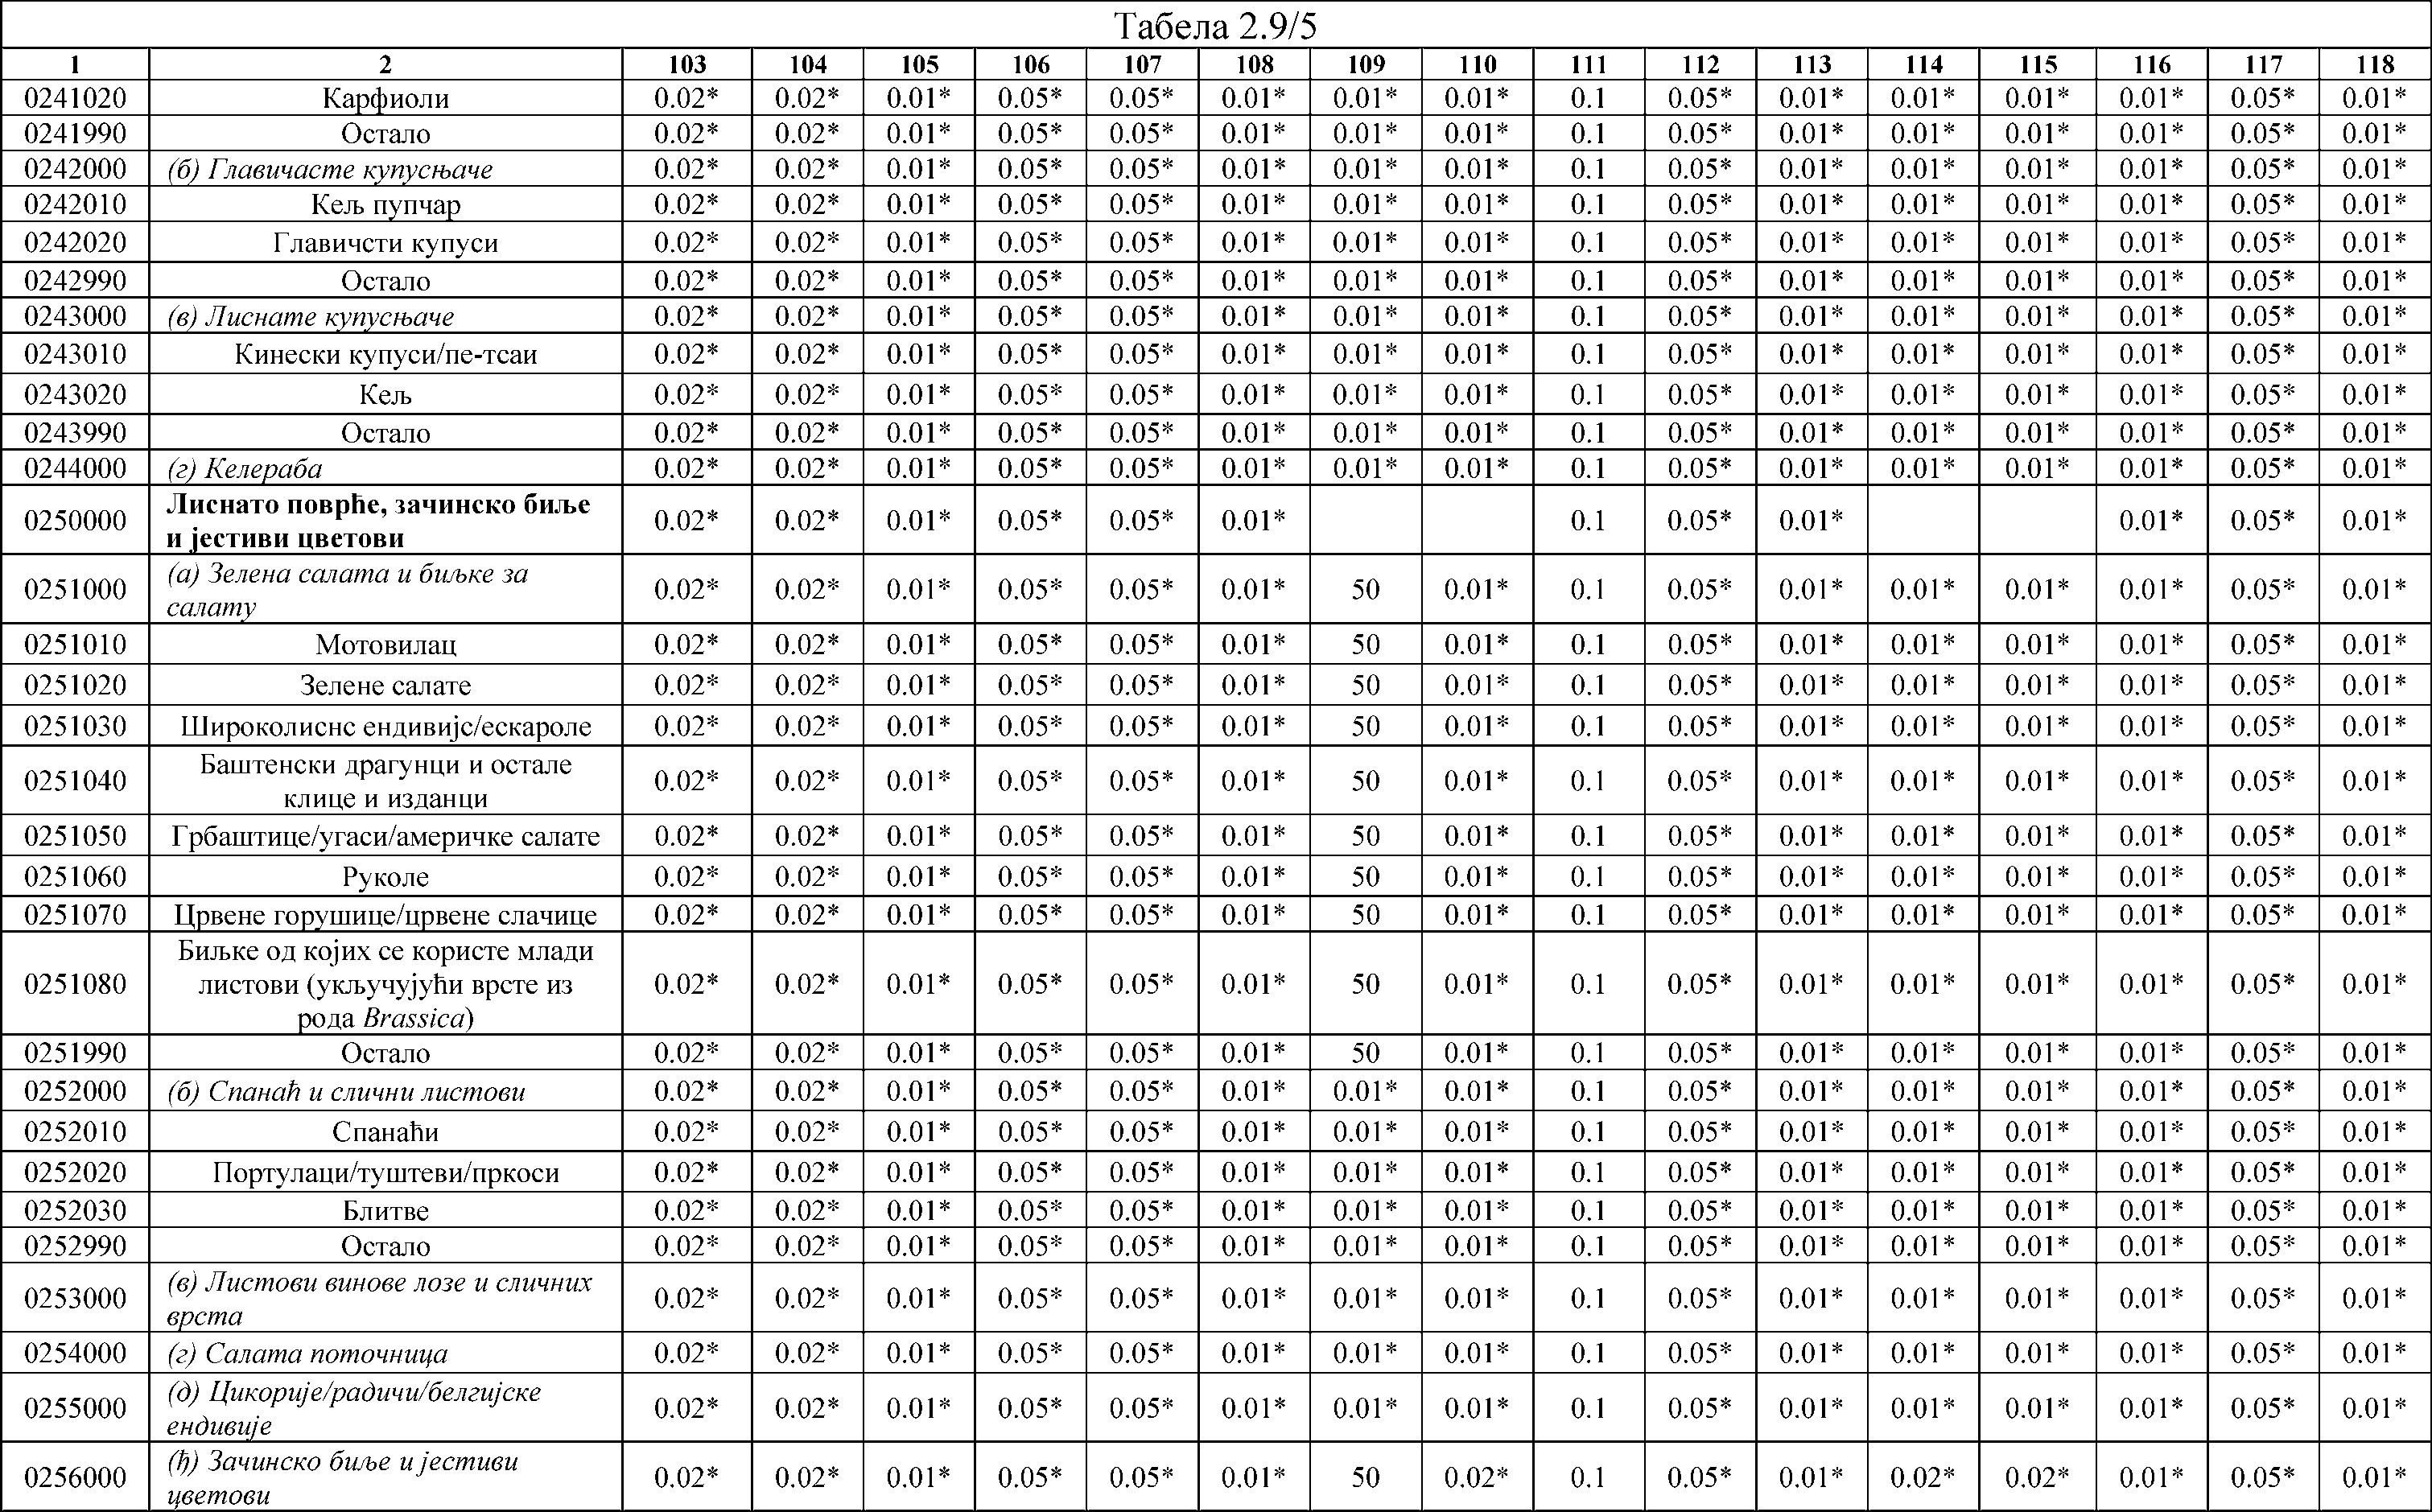 Табела 2.9/5
1 2 103 104 105 106 107 108 109 110 111 112 113 114 115 116 117 118
0241020 Карфиоли 0.02* 0.02* 0.01* 0.05* 0.05* 0.01* 0.01* 0.01* 0.1 0.05* 0.01* 0.01* 0.01* 0.01* 0.05* 0.01*
0241990 Остало 0.02* 0.02* 0.01* 0.05* 0.05* 0.01* 0.01* 0.01* 0.1 0.05* 0.01* 0.01* 0.01* 0.01* 0.05* 0.01*
0242000 (б) Главичасте купусњаче 0.02* 0.02* 0.01* 0.05* 0.05* 0.01* 0.01* 0.01* 0.1 0.05* 0.01* 0.01* 0.01* 0.01* 0.05* 0.01*
0242010 Кељ пупчар 0.02* 0.02* 0.01* 0.05* 0.05* 0.01* 0.01* 0.01* 0.1 0.05* 0.01* 0.01* 0.01* 0.01* 0.05* 0.01*
0242020 Главичсти купуси 0.02* 0.02* 0.01* 0.05* 0.05* 0.01* 0.01* 0.01* 0.1 0.05* 0.01* 0.01* 0.01* 0.01* 0.05* 0.01*
0242990 Остало 0.02* 0.02* 0.01* 0.05* 0.05* 0.01* 0.01* 0.01* 0.1 0.05* 0.01* 0.01* 0.01* 0.01* 0.05* 0.01*
0243000 (в) Лиснате купусњаче 0.02* 0.02* 0.01* 0.05* 0.05* 0.01* 0.01* 0.01* 0.1 0.05* 0.01* 0.01* 0.01* 0.01* 0.05* 0.01*
0243010 Кинески купуси/пе-тсаи 0.02* 0.02* 0.01* 0.05* 0.05* 0.01* 0.01* 0.01* 0.1 0.05* 0.01* 0.01* 0.01* 0.01* 0.05* 0.01*
0243020 Кељ 0.02* 0.02* 0.01* 0.05* 0.05* 0.01* 0.01* 0.01* 0.1 0.05* 0.01* 0.01* 0.01* 0.01* 0.05* 0.01*
0243990 Остало 0.02* 0.02* 0.01* 0.05* 0.05* 0.01* 0.01* 0.01* 0.1 0.05* 0.01* 0.01* 0.01* 0.01* 0.05* 0.01*
0244000 (г) Келераба 0.02* 0.02* 0.01* 0.05* 0.05* 0.01* 0.01* 0.01* 0.1 0.05* 0.01* 0.01* 0.01* 0.01* 0.05* 0.01*
Лиснато поврће, зачинско биље
0250000 0.02* 0.02* 0.01* 0.05* 0.05* 0.01* 0.1 0.05* 0.01* 0.01* 0.05* 0.01*
и јестиви цветови
(а) Зелена салата и биљке за
0251000 0.02* 0.02* 0.01* 0.05* 0.05* 0.01* 50 0.01* 0.1 0.05* 0.01* 0.01* 0.01* 0.01* 0.05* 0.01*
салату
0251010 Мотовилац 0.02* 0.02* 0.01* 0.05* 0.05* 0.01* 50 0.01* 0.1 0.05* 0.01* 0.01* 0.01* 0.01* 0.05* 0.01*
0251020 Зелене салате 0.02* 0.02* 0.01* 0.05* 0.05* 0.01* 50 0.01* 0.1 0.05* 0.01* 0.01* 0.01* 0.01* 0.05* 0.01*
0251030 Широколиснс ендивијс/ескароле 0.02* 0.02* 0.01* 0.05* 0.05* 0.01* 50 0.01* 0.1 0.05* 0.01* 0.01* 0.01* 0.01* 0.05* 0.01*
Баштенски драгунци и остале
0251040 0.02* 0.02* 0.01* 0.05* 0.05* 0.01* 50 0.01* 0.1 0.05* 0.01* 0.01* 0.01* 0.01* 0.05* 0.01*
клице и изданци
0251050 Грбаштице/угаси/америчке салате 0.02* 0.02* 0.01* 0.05* 0.05* 0.01* 50 0.01* 0.1 0.05* 0.01* 0.01* 0.01* 0.01* 0.05* 0.01*
0251060 Руколе 0.02* 0.02* 0.01* 0.05* 0.05* 0.01* 50 0.01* 0.1 0.05* 0.01* 0.01* 0.01* 0.01* 0.05* 0.01*
0251070 Црвене горушице/црвене слачице 0.02* 0.02* 0.01* 0.05* 0.05* 0.01* 50 0.01* 0.1 0.05* 0.01* 0.01* 0.01* 0.01* 0.05* 0.01*
Биљке од којих се користе млади
0251080 листови (укључујући врсте из 0.02* 0.02* 0.01* 0.05* 0.05* 0.01* 50 0.01* 0.1 0.05* 0.01* 0.01* 0.01* 0.01* 0.05* 0.01*
рода Brassica)
0251990 Остало 0.02* 0.02* 0.01* 0.05* 0.05* 0.01* 50 0.01* 0.1 0.05* 0.01* 0.01* 0.01* 0.01* 0.05* 0.01*
0252000 (б) Спанаћ и слични листови 0.02* 0.02* 0.01* 0.05* 0.05* 0.01* 0.01* 0.01* 0.1 0.05* 0.01* 0.01* 0.01* 0.01* 0.05* 0.01*
0252010 Спанаћи 0.02* 0.02* 0.01* 0.05* 0.05* 0.01* 0.01* 0.01* 0.1 0.05* 0.01* 0.01* 0.01* 0.01* 0.05* 0.01*
0252020 Портулаци/туштеви/пркоси 0.02* 0.02* 0.01* 0.05* 0.05* 0.01* 0.01* 0.01* 0.1 0.05* 0.01* 0.01* 0.01* 0.01* 0.05* 0.01*
0252030 Блитве 0.02* 0.02* 0.01* 0.05* 0.05* 0.01* 0.01* 0.01* 0.1 0.05* 0.01* 0.01* 0.01* 0.01* 0.05* 0.01*
0252990 Остало 0.02* 0.02* 0.01* 0.05* 0.05* 0.01* 0.01* 0.01* 0.1 0.05* 0.01* 0.01* 0.01* 0.01* 0.05* 0.01*
(в) Листови винове лозе и сличних
0253000 0.02* 0.02* 0.01* 0.05* 0.05* 0.01* 0.01* 0.01* 0.1 0.05* 0.01* 0.01* 0.01* 0.01* 0.05* 0.01*
врста
0254000 (г) Салата поточница 0.02* 0.02* 0.01* 0.05* 0.05* 0.01* 0.01* 0.01* 0.1 0.05* 0.01* 0.01* 0.01* 0.01* 0.05* 0.01*
(д) Цикорије/радичи/белгијске
0255000 0.02* 0.02* 0.01* 0.05* 0.05* 0.01* 0.01* 0.01* 0.1 0.05* 0.01* 0.01* 0.01* 0.01* 0.05* 0.01*
ендивије
(ђ) Зачинско биље и јестиви
0256000 0.02* 0.02* 0.01* 0.05* 0.05* 0.01* 50 0.02* 0.1 0.05* 0.01* 0.02* 0.02* 0.01* 0.05* 0.01*
цветови